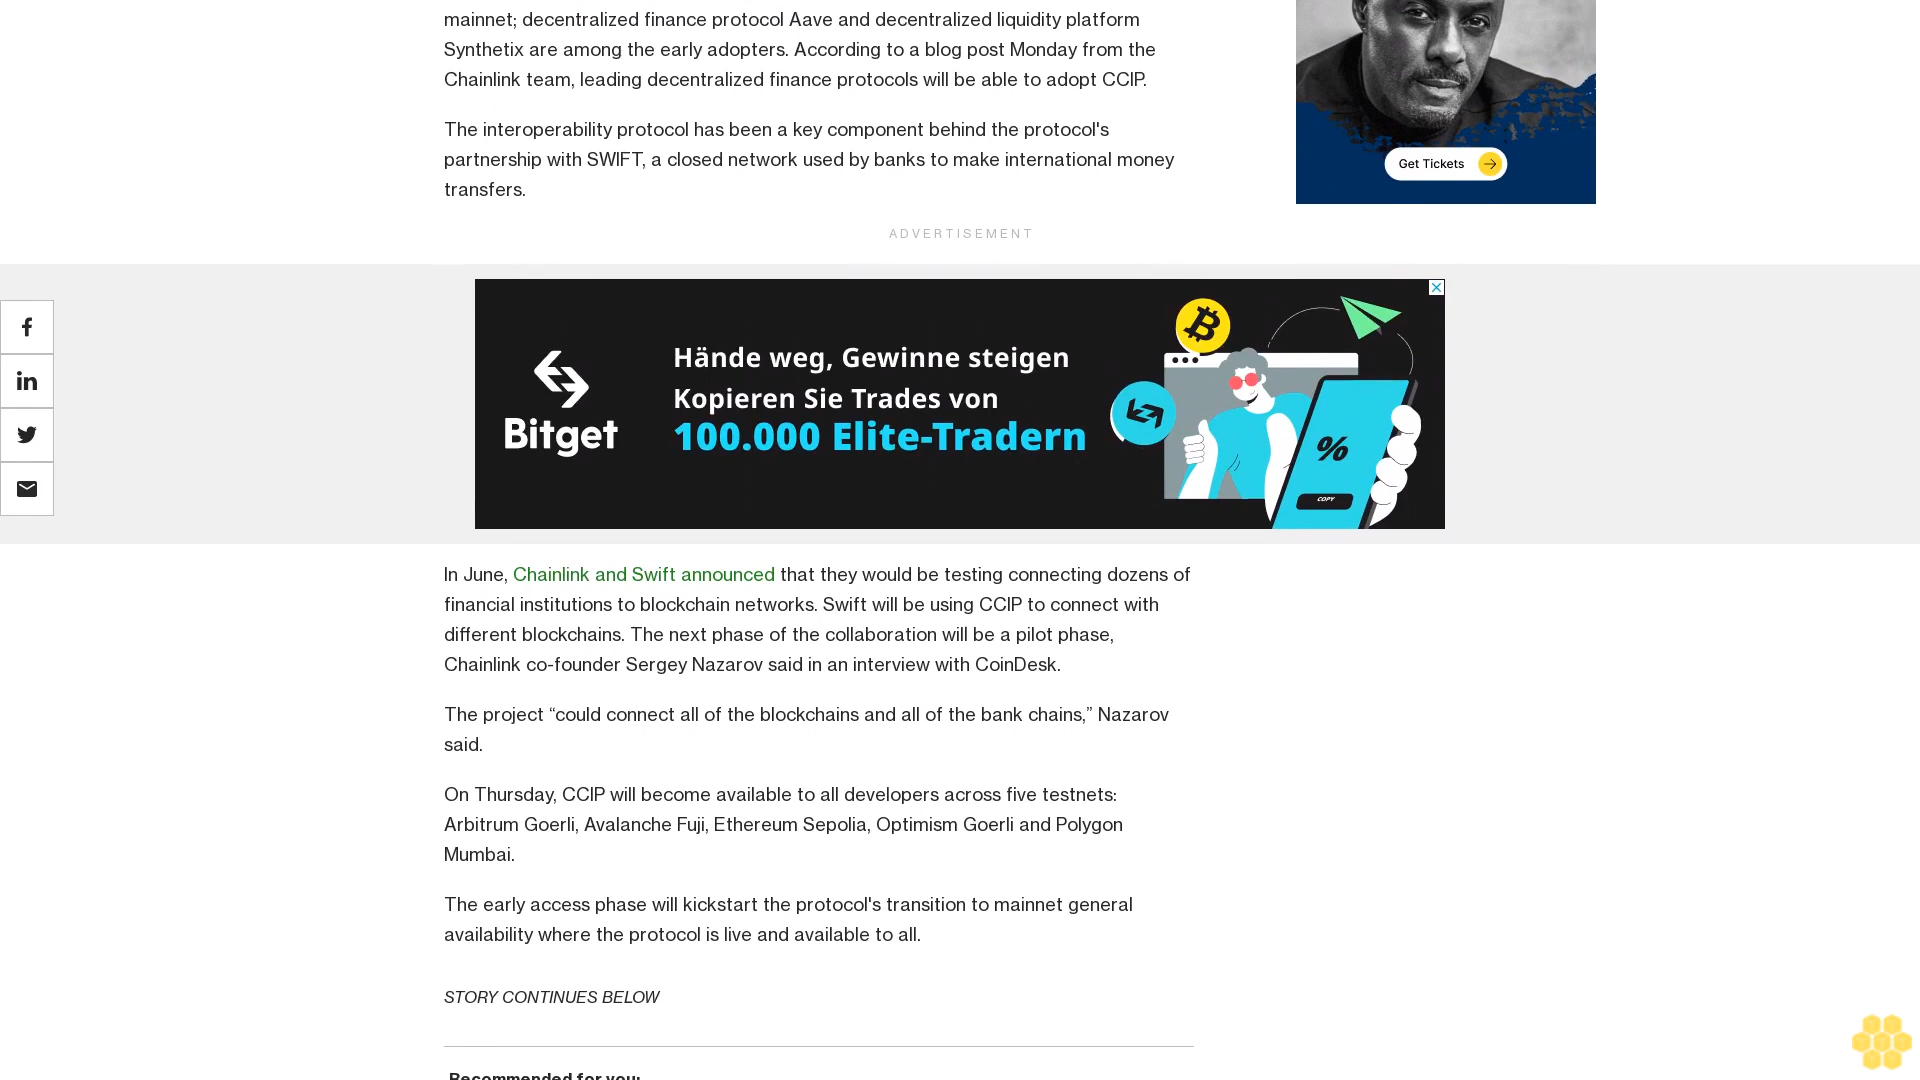 mainnet; decentralized finance protocol Aave and decentralized liquidity platform
Synthetix are among the early adopters. According to a blog post Monday from the
Chainlink team, leading decentralized finance protocols will be able to adopt CCIP.
The interoperability protocol has been a key component behind the protocol's
partnership with SWIFT, a closed network used by banks to make international money
transfers.
Get Tickets
ADVERTISEMENT
Bitget
Hände weg, Gewinne steigen
Kopieren Sie Trades von
100.000 Elite-Tradern
%
COPY
In June, Chainlink and Swift announced that they would be testing connecting dozens of
financial institutions to blockchain networks. Swift will be using CCIP to connect with
different blockchains. The next phase of the collaboration will be a pilot phase,
Chainlink co-founder Sergey Nazarov said in an interview with CoinDesk.
The project “could connect all of the blockchains and all of the bank chains,” Nazarov
said.
On Thursday, CCIP will become available to all developers across five testnets:
Arbitrum Goerli, Avalanche Fuji, Ethereum Sepolia, Optimism Goerli and Polygon
Mumbai.
The early access phase will kickstart the protocol's transition to mainnet general
availability where the protocol is live and available to all.
STORY CONTINUES BELOW
Recommended for you: